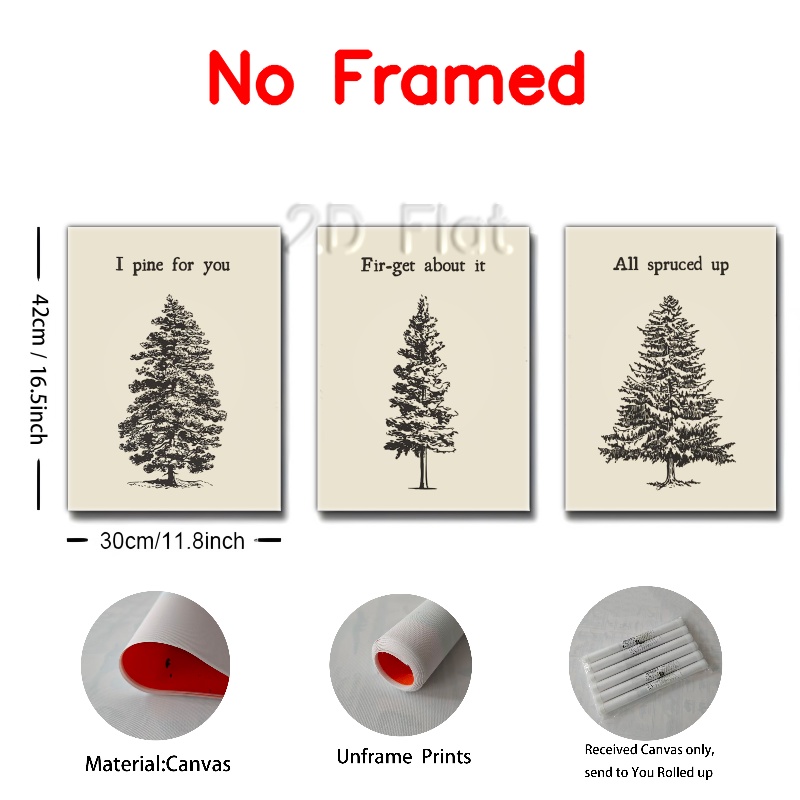 No Framed
2D Flat
I pine for you
Fir-get about it
All spruced up
42cm / 16.5inch
30cm/11.8inch
Material:Canvas
Unframe Prints
Received Canvas only,
send to You Rolled up